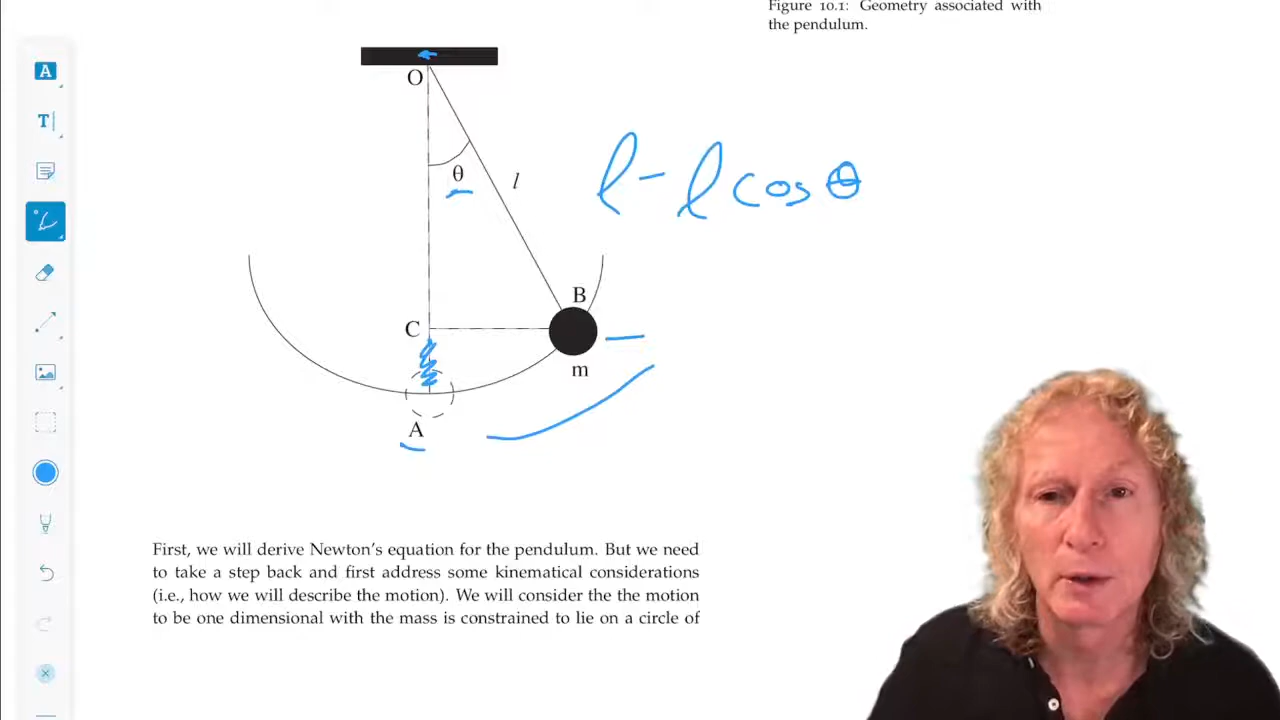 Figure 10.1: Geometry associated with
the pendulum.
A
T
O
θ
l
l - l cos θ
B
C
m
A
First, we will derive Newton's equation for the pendulum. But we need
to take a step back and first address some kinematical considerations
(i.e., how we will describe the motion). We will consider the the motion
to be one dimensional with the mass is constrained to lie on a circle of